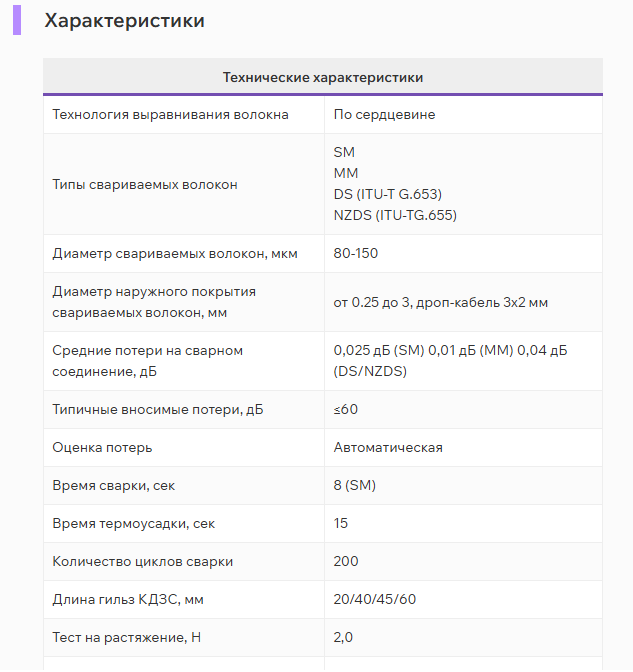 Характеристики
Технические характеристики
Технология выравнивания волокна
По сердцевине
Типы свариваемых волокон
SM
MM
DS (ITU-T G.653)
NZDS (ITU-TG.655)
Диаметр свариваемых волокон, мкм
80-150
Диаметр наружного покрытия
свариваемых волокон, мм
от 0.25 до 3, дроп-кабель 3x2 мм
Средние потери на сварном
соединение, дБ
0,025 дБ (SM) 0,01 дБ (MM) 0,04 дБ
(DS/NZDS)
Типичные вносимые потери, дБ
≤60
Оценка потерь
Автоматическая
Время сварки, сек
8 (SM)
Время термоусадки, сек
15
Количество циклов сварки
200
Длина гильз КДЗС, мм
20/40/45/60
Тест на растяжение, Н
2,0